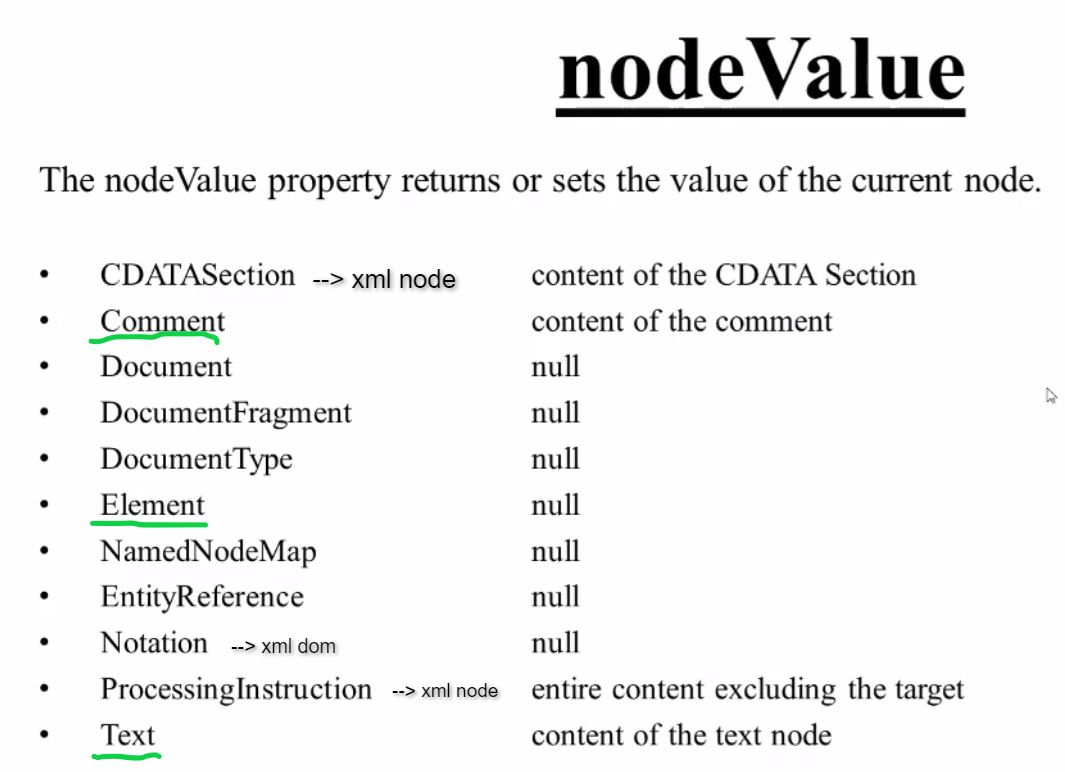 nodeValue
The nodeValue property returns or sets the value of the current node.
• CDATASection --> xml node content of the CDATA Section
• Comment content of the comment
• Document null
• DocumentFragment null
• DocumentType null
• Element null
• NamedNodeMap null
• EntityReference null
• Notation --> xml dom null
• ProcessingInstruction --> xml node entire content excluding the target
• Text content of the text node